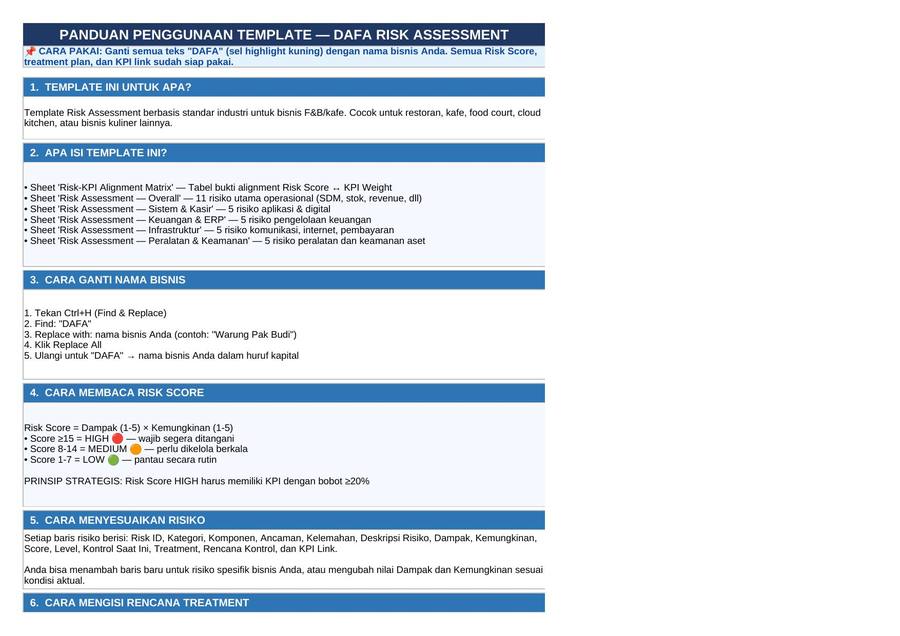 PANDUAN PENGGUNAAN TEMPLATE — DAFA RISK ASSESSMENT
📌 CARA PAKAI: Ganti semua teks "DAFA" (sel highlight kuning) dengan nama bisnis Anda. Semua Risk Score,
treatment plan, dan KPI link sudah siap pakai.
1. TEMPLATE INI UNTUK APA?
Template Risk Assessment berbasis standar industri untuk bisnis F&B/kafe. Cocok untuk restoran, kafe, food court, cloud
kitchen, atau bisnis kuliner lainnya.
2. APA ISI TEMPLATE INI?
• Sheet 'Risk-KPI Alignment Matrix' — Tabel bukti alignment Risk Score ↔ KPI Weight
• Sheet 'Risk Assessment — Overall' — 11 risiko utama operasional (SDM, stok, revenue, dll)
• Sheet 'Risk Assessment — Sistem & Kasir' — 5 risiko aplikasi & digital
• Sheet 'Risk Assessment — Keuangan & ERP' — 5 risiko pengelolaan keuangan
• Sheet 'Risk Assessment — Infrastruktur' — 5 risiko komunikasi, internet, pembayaran
• Sheet 'Risk Assessment — Peralatan & Keamanan' — 5 risiko peralatan dan keamanan aset
3. CARA GANTI NAMA BISNIS
1. Tekan Ctrl+H (Find & Replace)
2. Find: "DAFA"
3. Replace with: nama bisnis Anda (contoh: "Warung Pak Budi")
4. Klik Replace All
5. Ulangi untuk "DAFA" → nama bisnis Anda dalam huruf kapital
4. CARA MEMBACA RISK SCORE
Risk Score = Dampak (1-5) × Kemungkinan (1-5)
• Score ≥15 = HIGH 🔴 — wajib segera ditangani
• Score 8-14 = MEDIUM 🟠 — perlu dikelola berkala
• Score 1-7 = LOW 🟢 — pantau secara rutin
PRINSIP STRATEGIS: Risk Score HIGH harus memiliki KPI dengan bobot ≥20%
5. CARA MENYESUAIKAN RISIKO
Setiap baris risiko berisi: Risk ID, Kategori, Komponen, Ancaman, Kelemahan, Deskripsi Risiko, Dampak, Kemungkinan,
Score, Level, Kontrol Saat Ini, Treatment, Rencana Kontrol, dan KPI Link.
Anda bisa menambah baris baru untuk risiko spesifik bisnis Anda, atau mengubah nilai Dampak dan Kemungkinan sesuai
kondisi aktual.
6. CARA MENGISI RENCANA TREATMENT